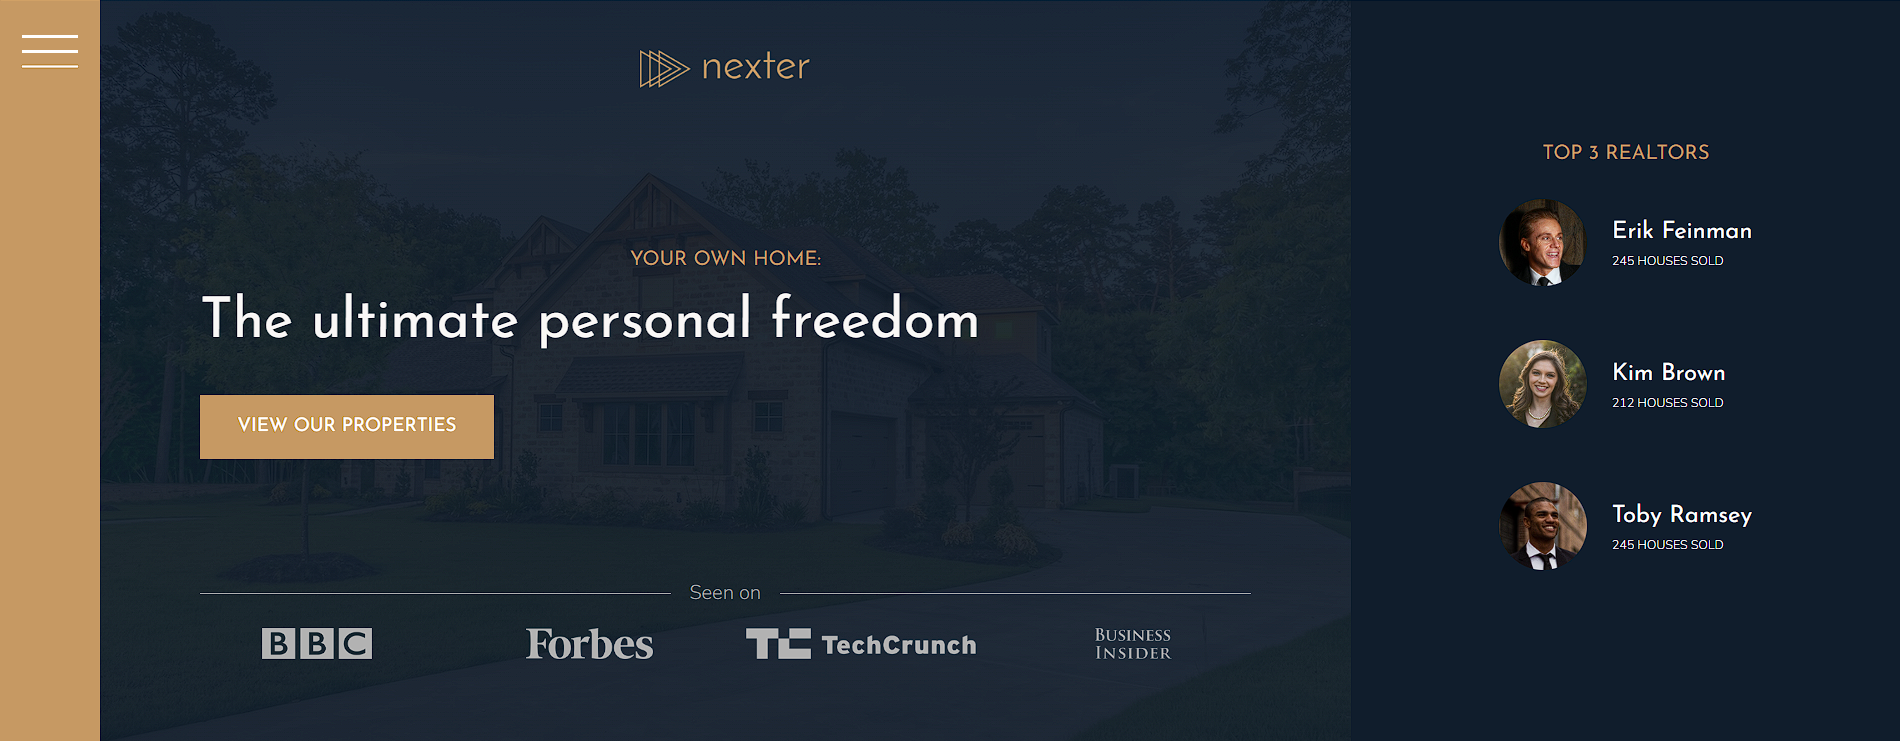 nexter
YOUR OWN HOME:
The ultimate personal freedom
VIEW OUR PROPERTIES
Seen on
BBC
Forbes
TC TechCrunch
BUSINESS
INSIDER
TOP 3 REALTORS
Erik Feinman
245 HOUSES SOLD
Kim Brown
212 HOUSES SOLD
Toby Ramsey
245 HOUSES SOLD